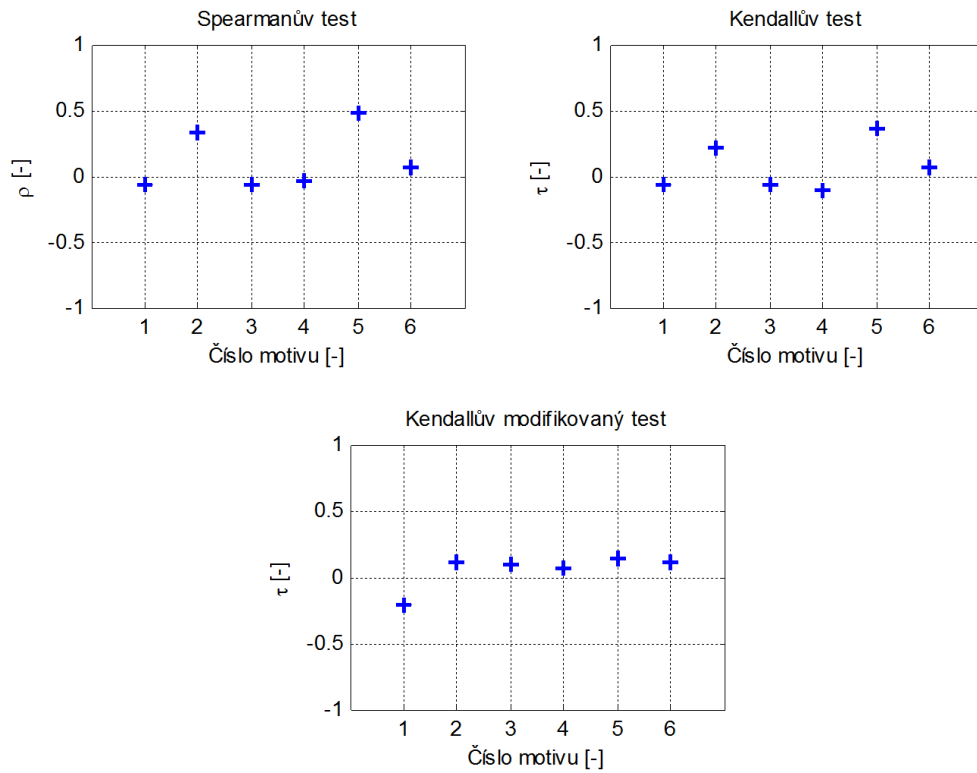 Spearmanův test
1
0.5
0
-0.5
-1
ρ [-]
1 2 3 4 5 6
Číslo motivu [-]
Kendallův test
1
0.5
0
-0.5
-1
τ [-]
1 2 3 4 5 6
Číslo motivu [-]
Kendallův modifikovaný test
1
0.5
0
-0.5
-1
τ [-]
1 2 3 4 5 6
Číslo motivu [-]